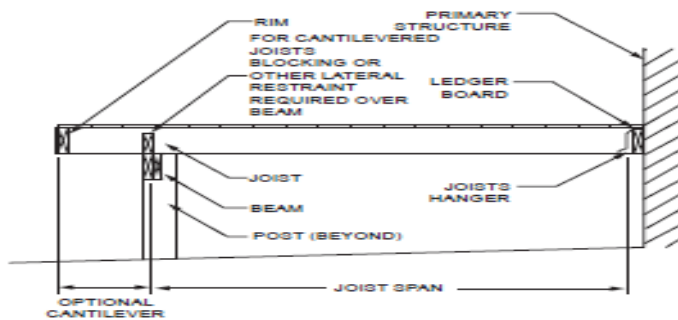 RIM
FOR CANTILEVERED
JOISTS
BLOCKING OR
OTHER LATERAL
RESTRAINT
REQUIRED OVER
BEAM
PRIMARY
STRUCTURE
LEDGER
BOARD
JOIST
JOISTS
HANGER
BEAM
POST (BEYOND)
JOIST SPAN
OPTIONAL
CANTILEVER